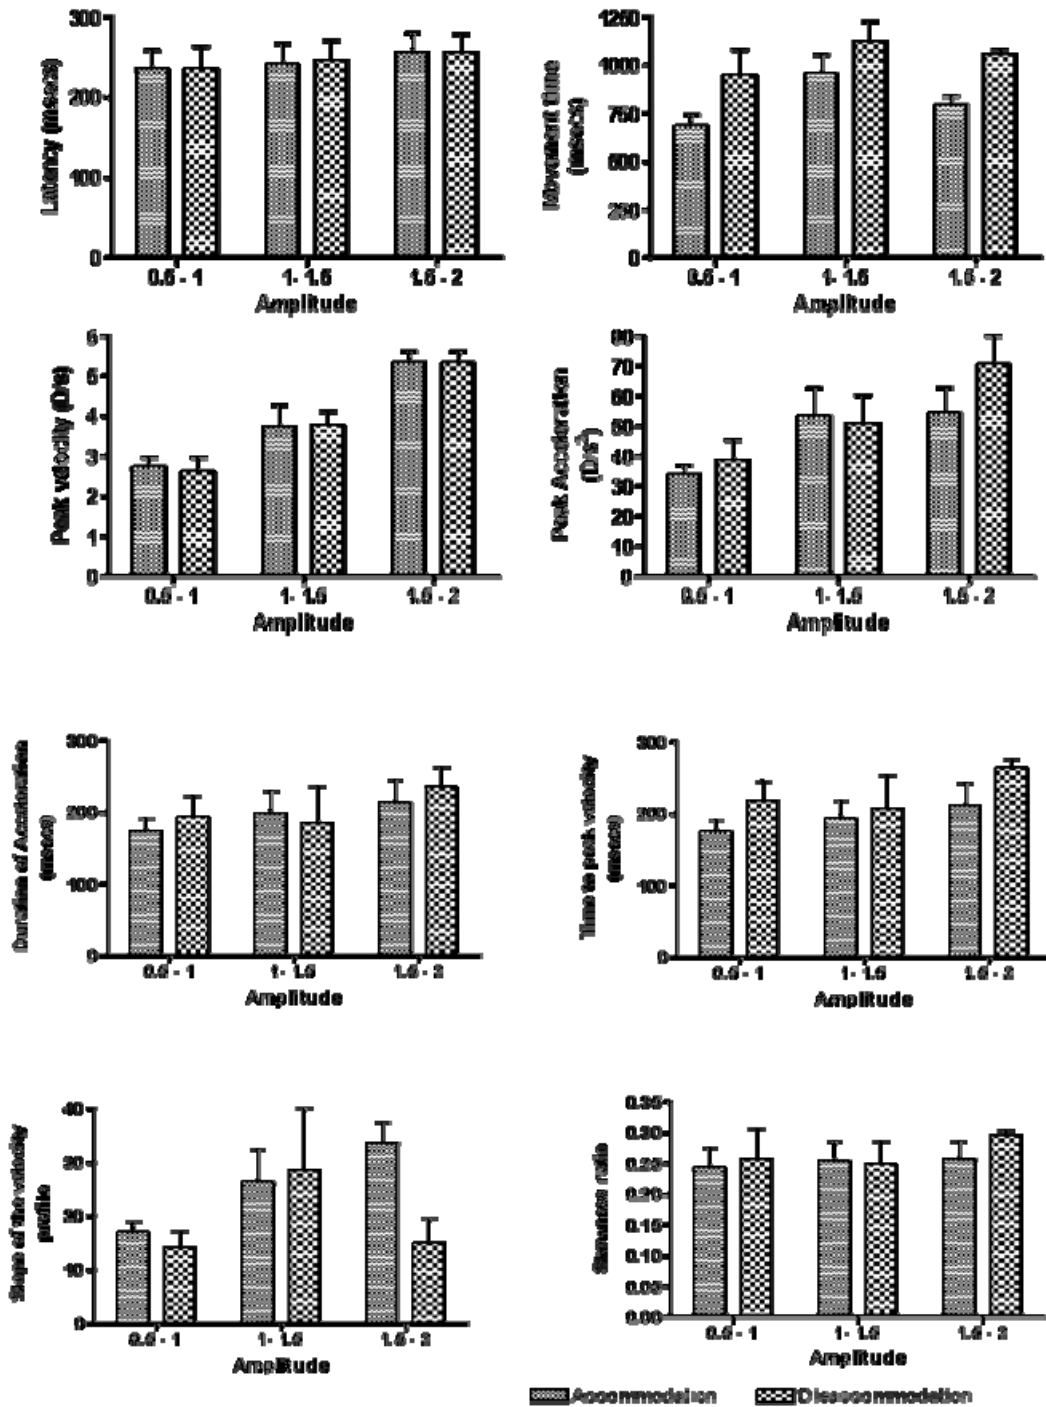 300
200
100
0
Latency (msecs)
0.5 - 1
1- 1.5
1.5 - 2
Amplitude
1250
1000
750
500
250
0
Movement time
(msecs)
0.5 - 1
1- 1.5
1.5 - 2
Amplitude
6
5
4
3
2
1
0
Peak velocity (D/s)
0.5 - 1
1- 1.5
1.5 - 2
Amplitude
80
70
60
50
40
30
20
10
0
Peak Acceleration
(D/s²)
0.5 - 1
1- 1.5
1.5 - 2
Amplitude
300
200
100
0
Duration of Acceleration
(msecs)
0.5 - 1
1- 1.5
1.5 - 2
Amplitude
300
200
100
0
Time to peak velocity
(msecs)
0.5 - 1
1- 1.5
1.5 - 2
Amplitude
40
30
20
10
0
Slope of the velocity
profile
0.5 - 1
1- 1.5
1.5 - 2
Amplitude
0.35
0.30
0.25
0.20
0.15
0.10
0.05
0.00
Skewness ratio
0.5 - 1
1- 1.5
1.5 - 2
Amplitude
Accommodation
Disaccommodation